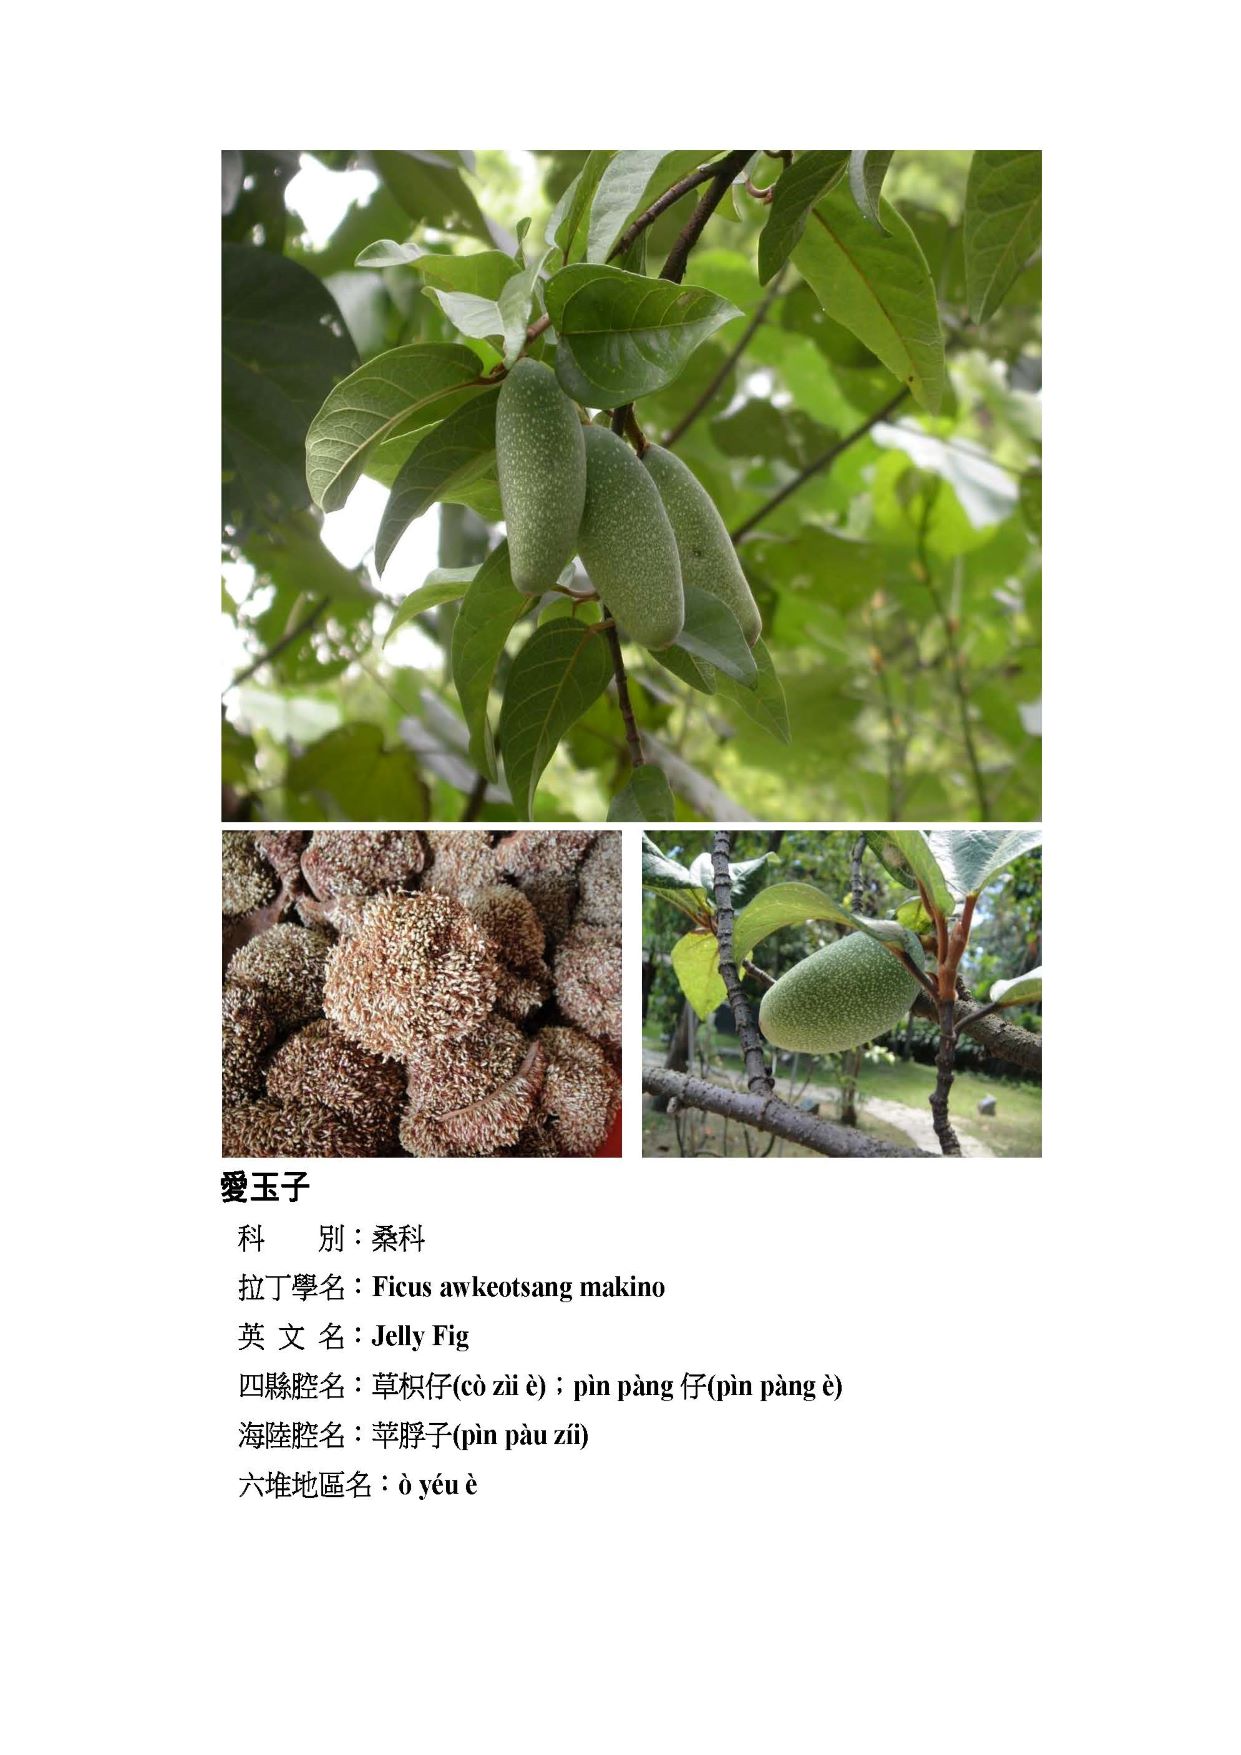 愛玉子
科　　別：桑科
拉丁學名：Ficus awkeotsang makino
英 文 名：Jelly Fig
四縣腔名：草枳仔(cò zìi è)；pìn pàng 仔(pìn pàng è)
海陸腔名：苹脬子(pìn pàu zíi)
六堆地區名：ò yéu è